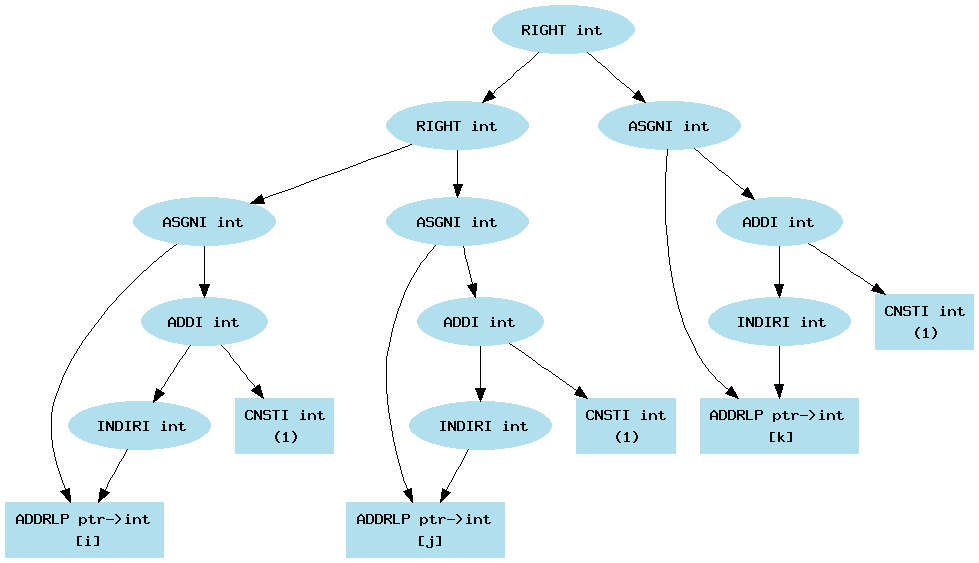 RIGHT int
RIGHT int
ASGNI int
ASGNI int
ASGNI int
ADDI int
ADDI int
ADDI int
INDIRI int
CNSTI int
(1)
INDIRI int
CNSTI int
(1)
INDIRI int
CNSTI int
(1)
ADDRLP ptr->int
[k]
ADDRLP ptr->int
[i]
ADDRLP ptr->int
[j]